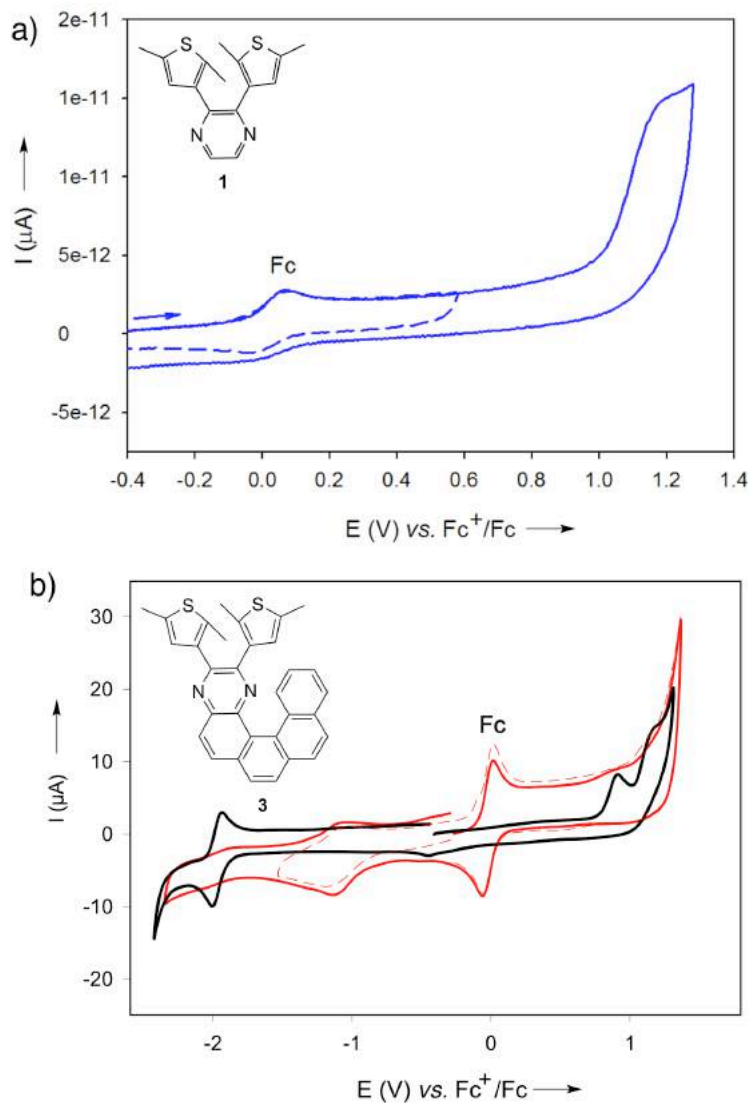 a)
I (µA)
2e-11
1e-11
1e-11
5e-12
0
-5e-12
S
S
N
N
1
Fc
-0.4 -0.2 0.0 0.2 0.4 0.6 0.8 1.0 1.2 1.4
E (V) vs. Fc⁺/Fc
b)
I (µA)
30
20
10
0
-10
-20
S
S
N
N
3
Fc
-2 -1 0 1
E (V) vs. Fc⁺/Fc